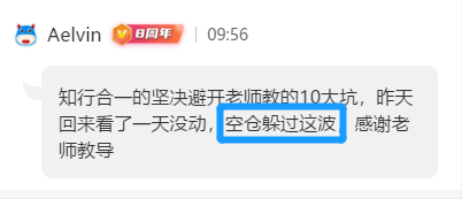 Aelvin V 8周年 | 09:56
知行合一的坚决避开老师教的10大坑，昨天
回来看了一天没动，空仓躲过这波，感谢老
师教导